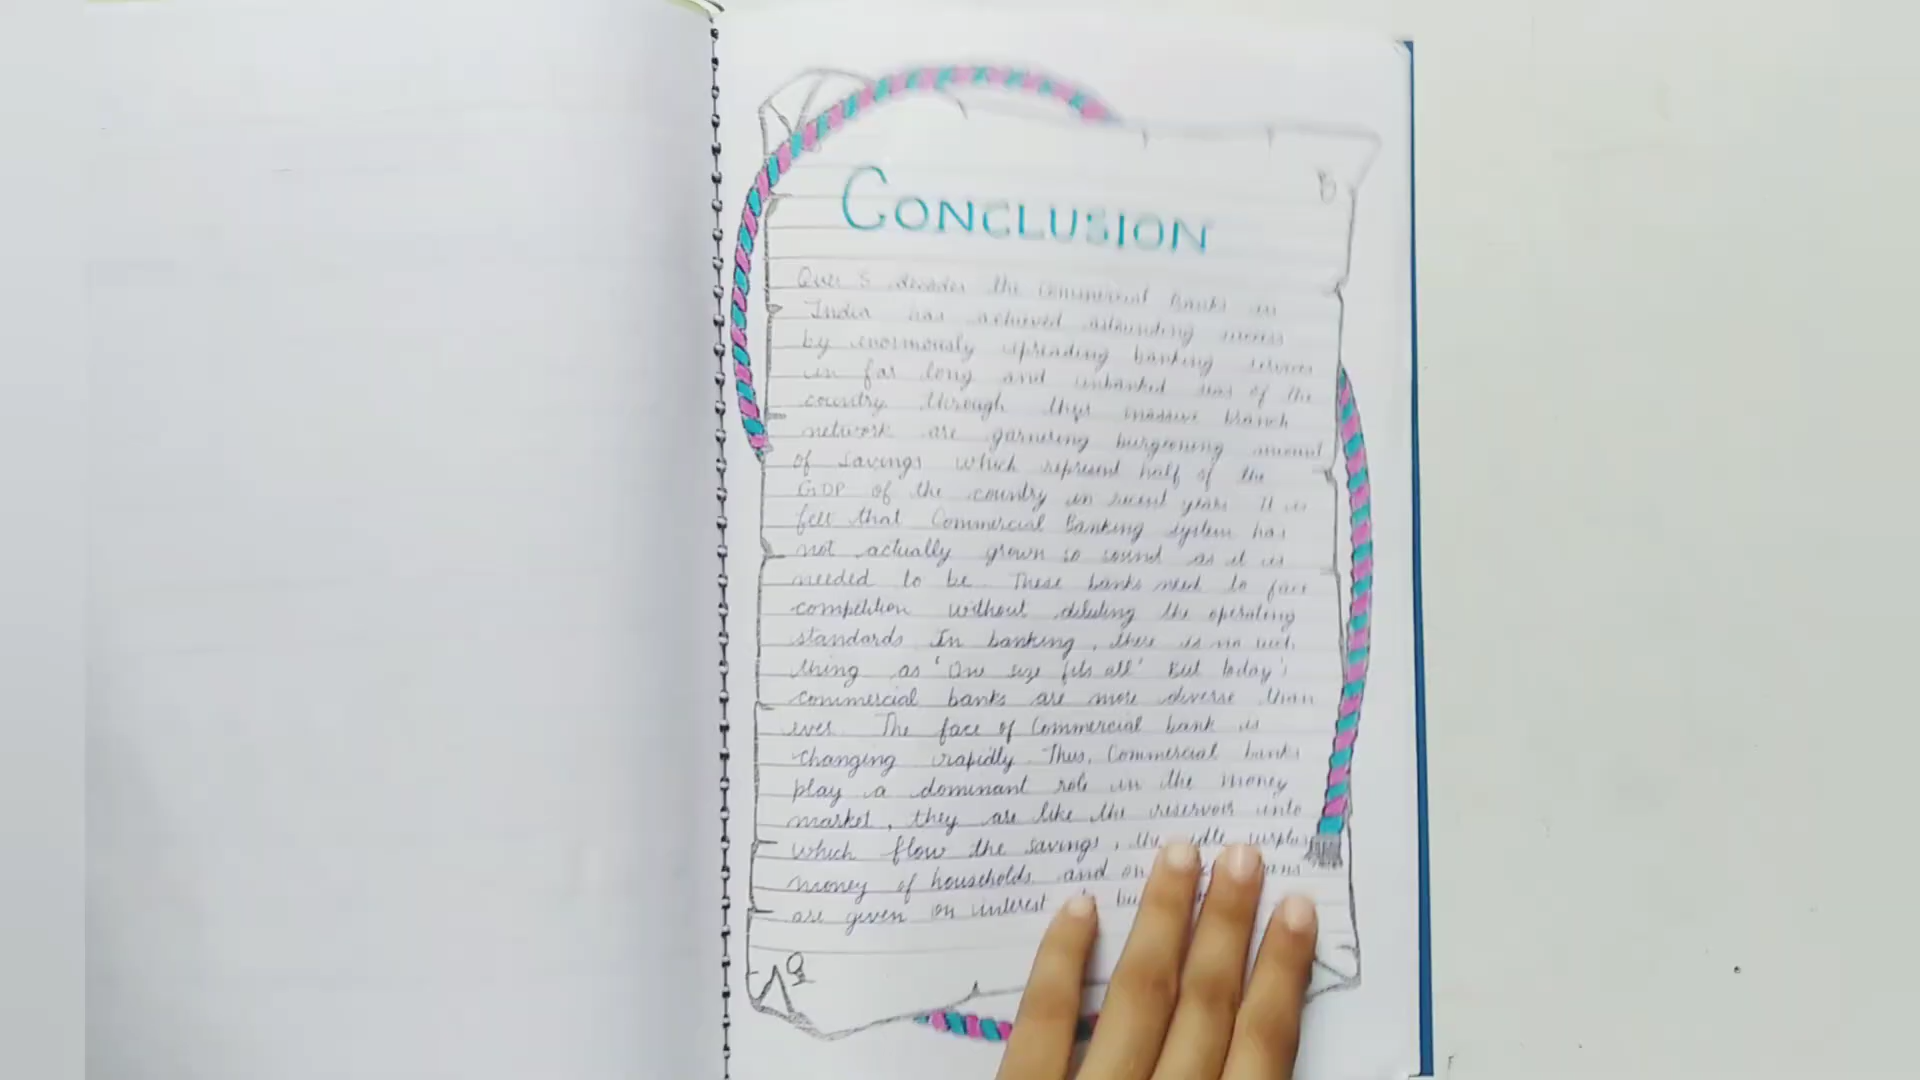 CONCLUSION
Over 5 decades the commercial Banks in
India has achieved astounding success
by enormously spreading banking services
in far long and unbanked areas of the
country through thye massive branch
network are garnering burgeoning amount
of savings which represent half of the
GDP of the country in recent years It is
felt that Commercial Banking system has
not actually grown so sound as it is
needed to be. These banks need to face
competition without diluting the operating
standards. In banking, there is no such
thing as 'One size fits all' But today's
commercial banks are more diverse than
ever. The face of Commercial bank is
changing rapidly. Thus, Commercial banks
play a dominant role in the money
market, they are like the reservoir into
which flow the savings, the idle surplus
money of households and
are given on interest